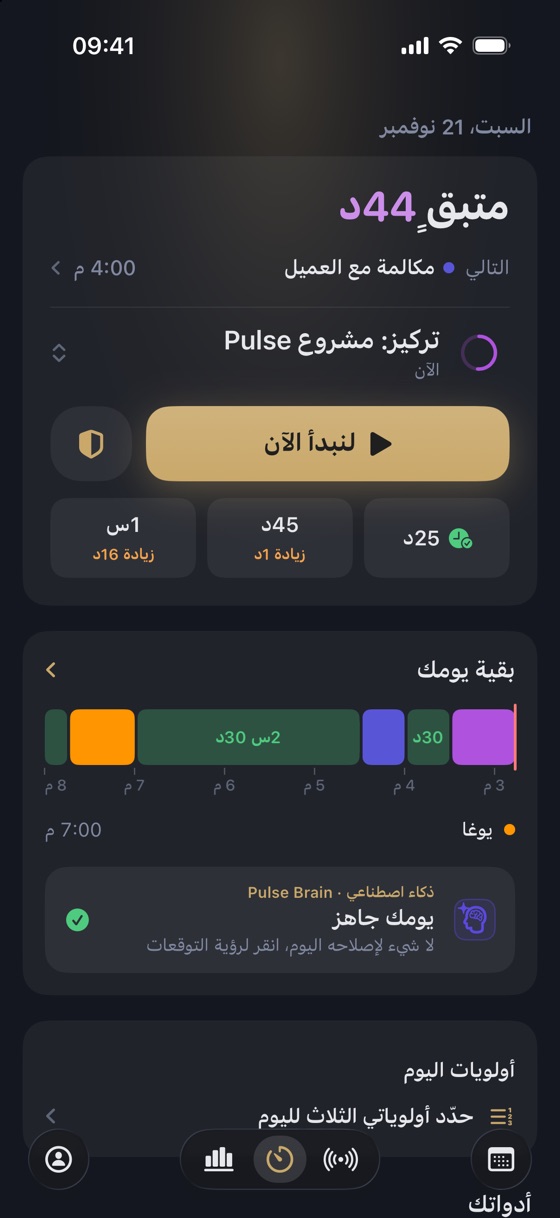 09:41
السبت، 21 نوفمبر
متبقٍ 44د
التالي مكالمة مع العميل 4:00 م
تركيز: مشروع Pulse
الآن
لنبدأ الآن
25د
45د
زيادة 1د
1س
زيادة 16د
بقية يومك
30د
2س 30د
3 م
4 م
5 م
6 م
7 م
8 م
يوغا 7:00 م
ذكاء اصطناعي · Pulse Brain
يومك جاهز
لا شيء لإصلاحه اليوم، انقر لرؤية التوقعات
أولويات اليوم
حدّد أولوياتي الثلاث لليوم
أدواتك